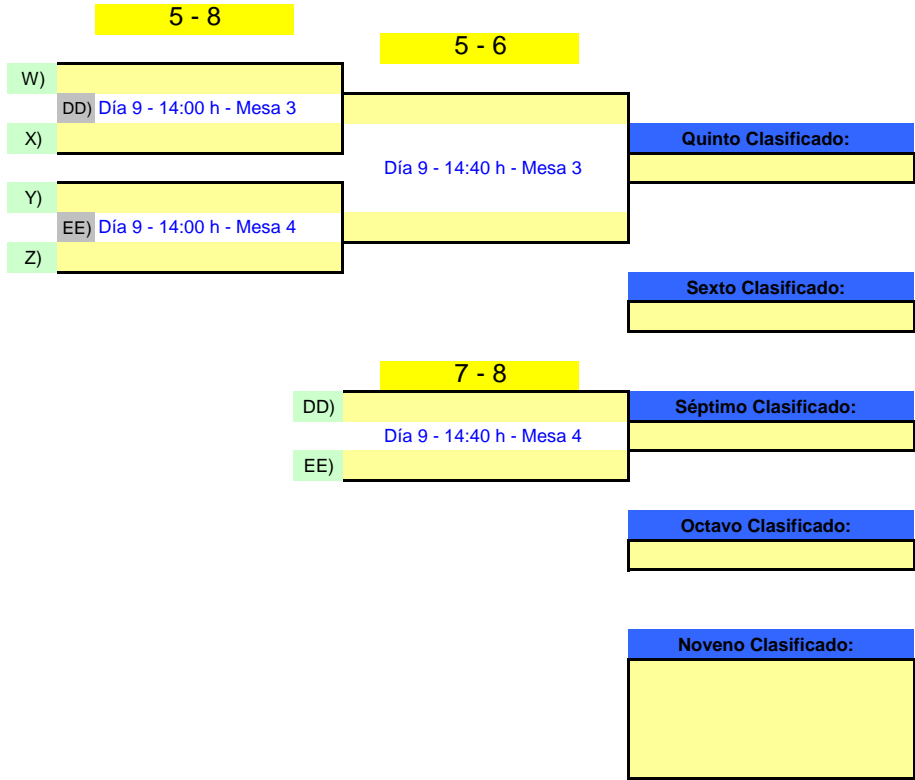 5 - 8
5 - 6
W)
DD) Día 9 - 14:00 h - Mesa 3
X)
Quinto Clasificado:
Día 9 - 14:40 h - Mesa 3
Y)
EE) Día 9 - 14:00 h - Mesa 4
Z)
Sexto Clasificado:
7 - 8
DD)
Séptimo Clasificado:
Día 9 - 14:40 h - Mesa 4
EE)
Octavo Clasificado:
Noveno Clasificado: